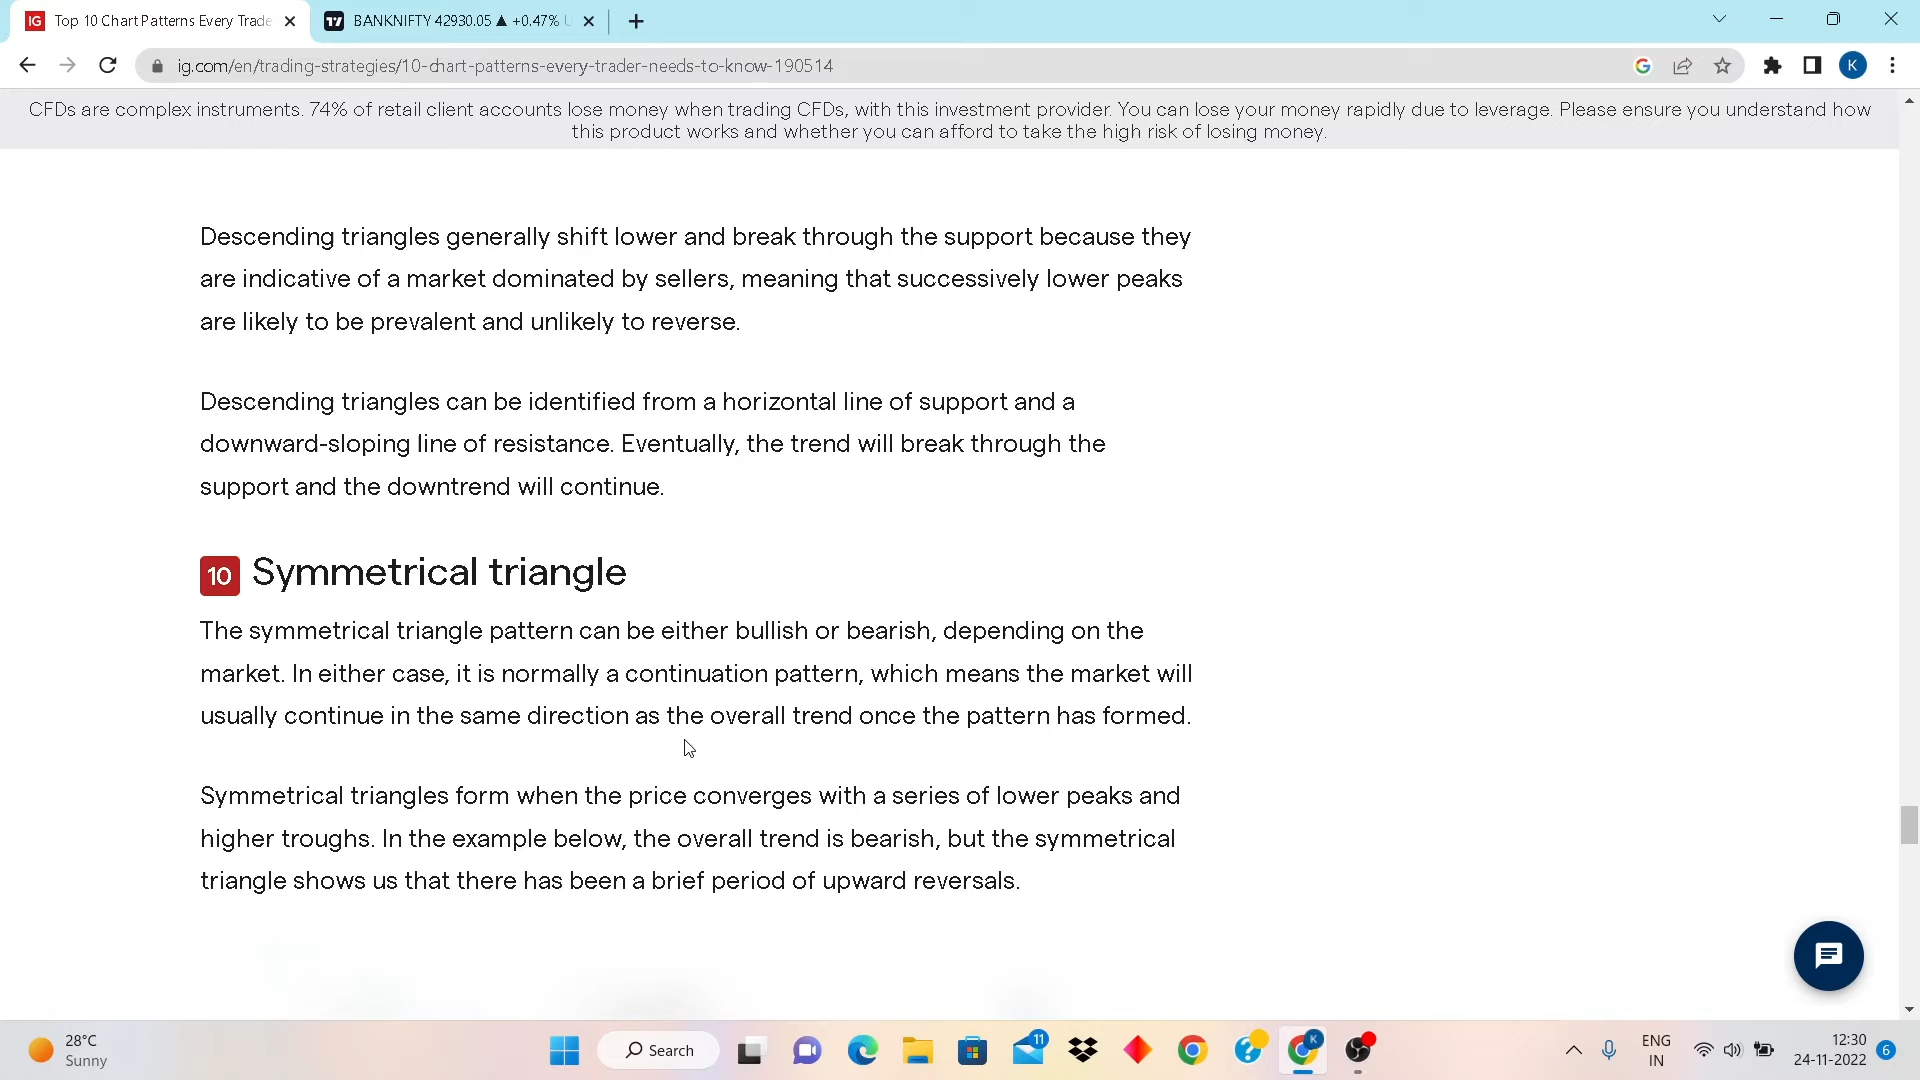 IG Top 10 Chart Patterns Every Trade
BANKNIFTY 42930.05 ▲ +0.47%
ig.com/en/trading-strategies/10-chart-patterns-every-trader-needs-to-know-190514
K
CFDs are complex instruments. 74% of retail client accounts lose money when trading CFDs, with this investment provider. You can lose your money rapidly due to leverage. Please ensure you understand how
this product works and whether you can afford to take the high risk of losing money.
Descending triangles generally shift lower and break through the support because they
are indicative of a market dominated by sellers, meaning that successively lower peaks
are likely to be prevalent and unlikely to reverse.
Descending triangles can be identified from a horizontal line of support and a
downward-sloping line of resistance. Eventually, the trend will break through the
support and the downtrend will continue.
10 Symmetrical triangle
The symmetrical triangle pattern can be either bullish or bearish, depending on the
market. In either case, it is normally a continuation pattern, which means the market will
usually continue in the same direction as the overall trend once the pattern has formed.
Symmetrical triangles form when the price converges with a series of lower peaks and
higher troughs. In the example below, the overall trend is bearish, but the symmetrical
triangle shows us that there has been a brief period of upward reversals.
28°C
Sunny
Search
11
K
ENG
IN
12:30
24-11-2022
6